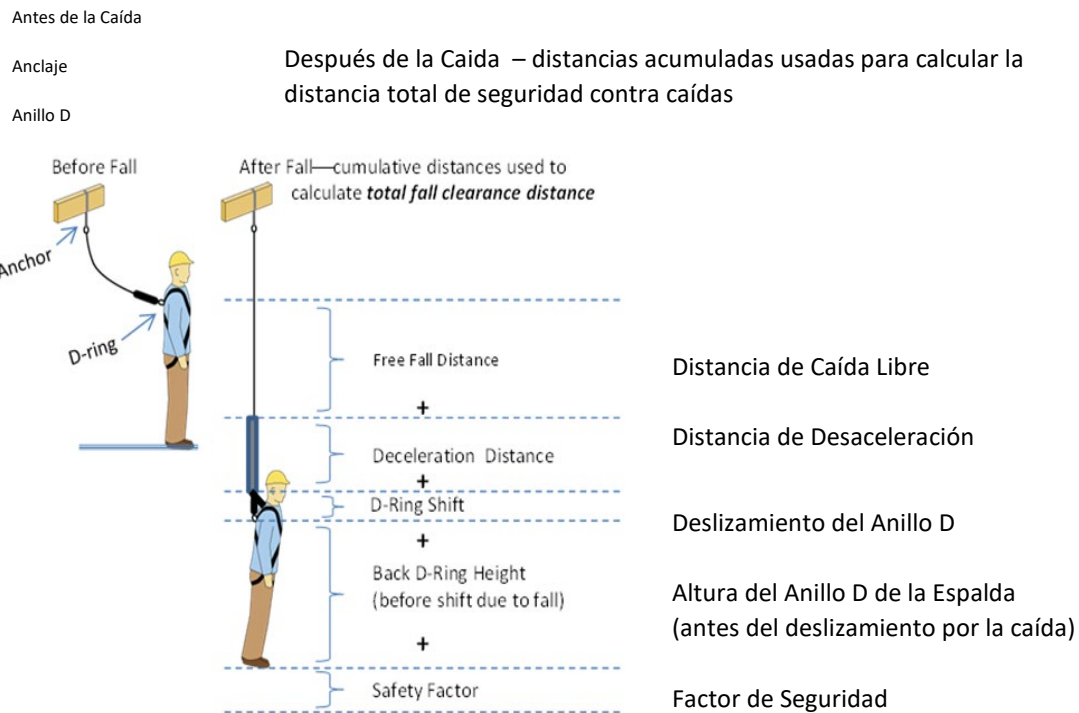 Antes de la Caída
Anclaje
Anillo D
Después de la Caida – distancias acumuladas usadas para calcular la
distancia total de seguridad contra caídas
Before Fall
After Fall—cumulative distances used to
calculate total fall clearance distance
Anchor
D-ring
Free Fall Distance
+
Deceleration Distance
+
D-Ring Shift
+
Back D-Ring Height
(before shift due to fall)
+
Safety Factor
Distancia de Caída Libre
Distancia de Desaceleración
Deslizamiento del Anillo D
Altura del Anillo D de la Espalda
(antes del deslizamiento por la caída)
Factor de Seguridad